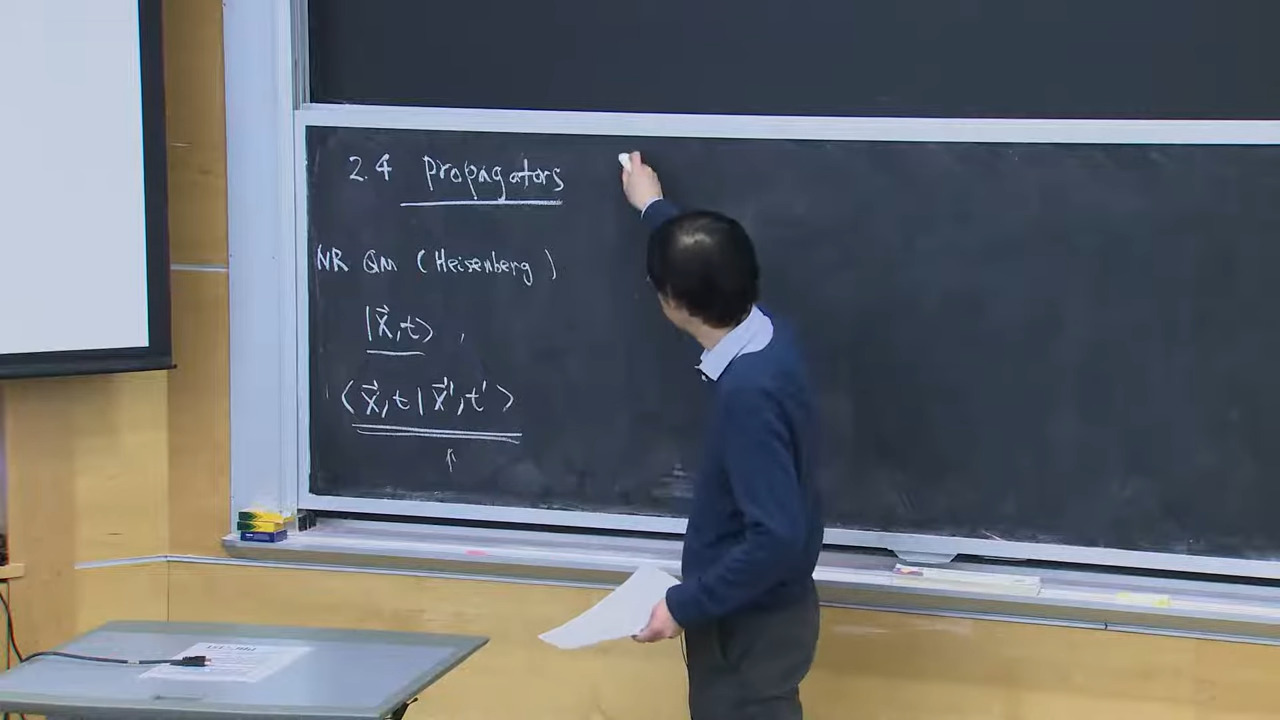 2.4 propagators
NR QM (Heisenberg)
|x⃗,t⟩ ,
⟨x⃗,t|x⃗',t'⟩
↑